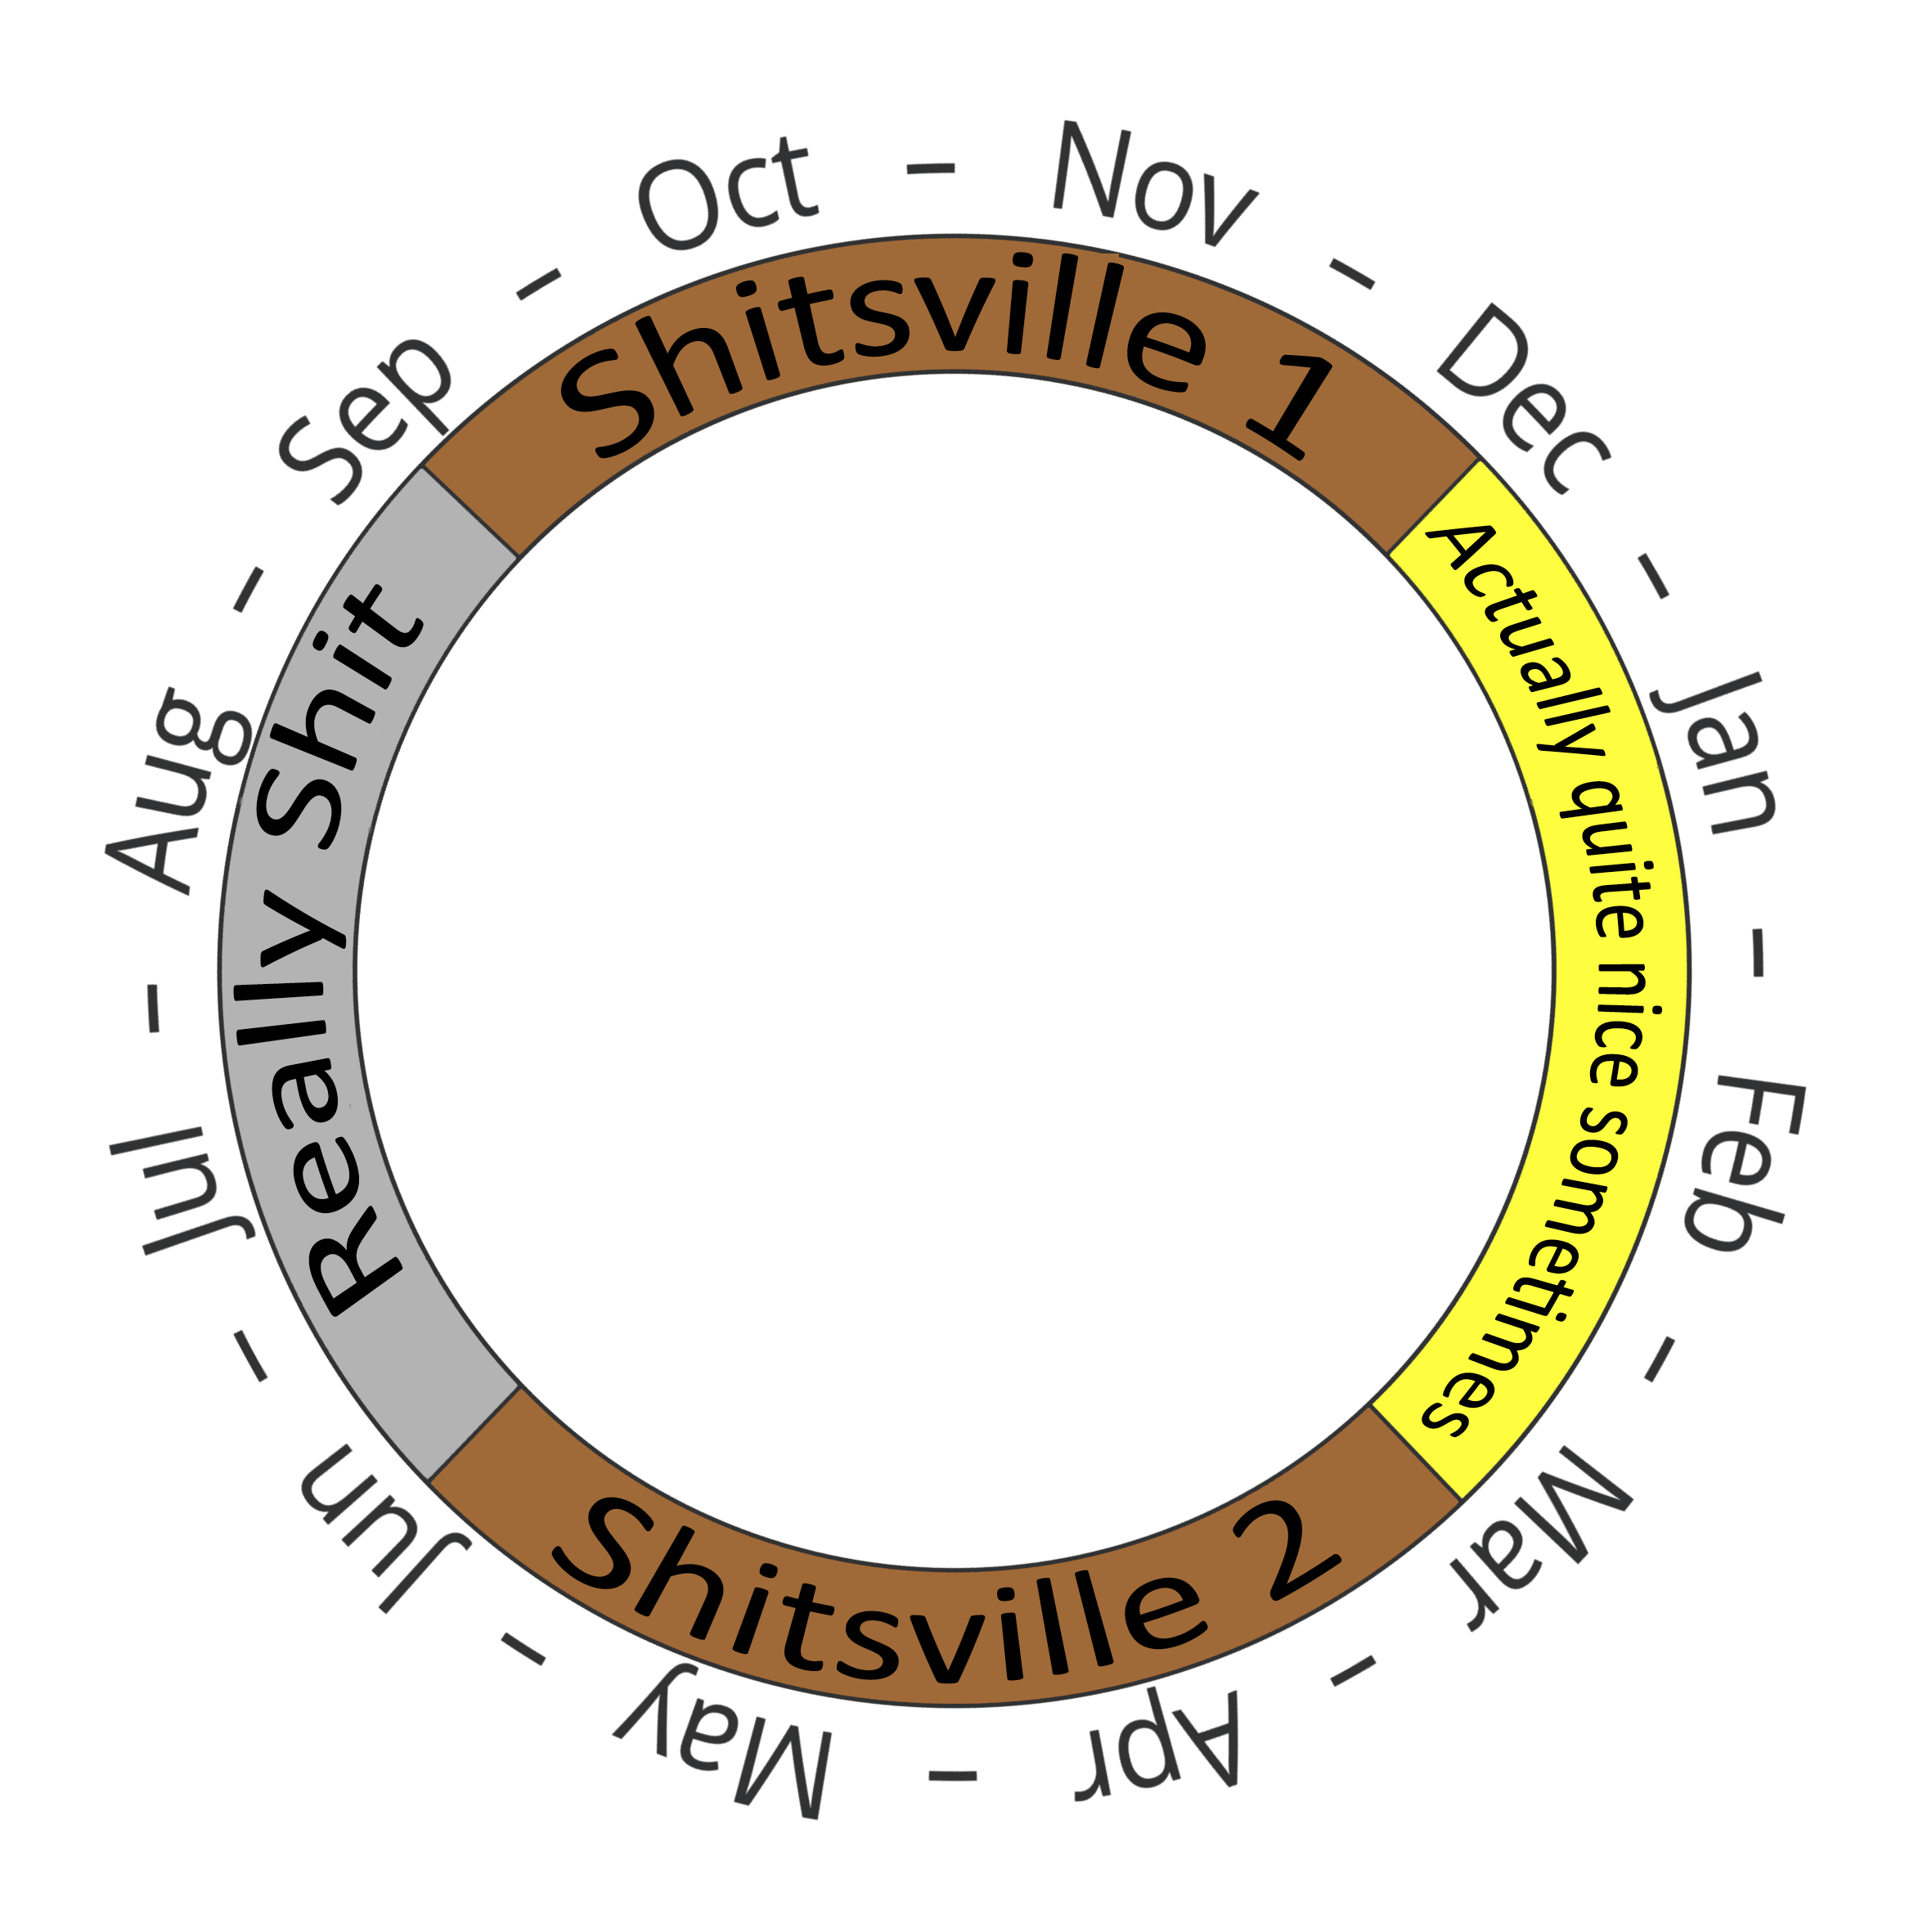 Oct – Nov – Dec – Jan – Feb – Mar – Apr – May – Jun – Jul – Aug – Sep –
Shitsville 1
Actually quite nice sometimes
Shitsville 2
Really Shit